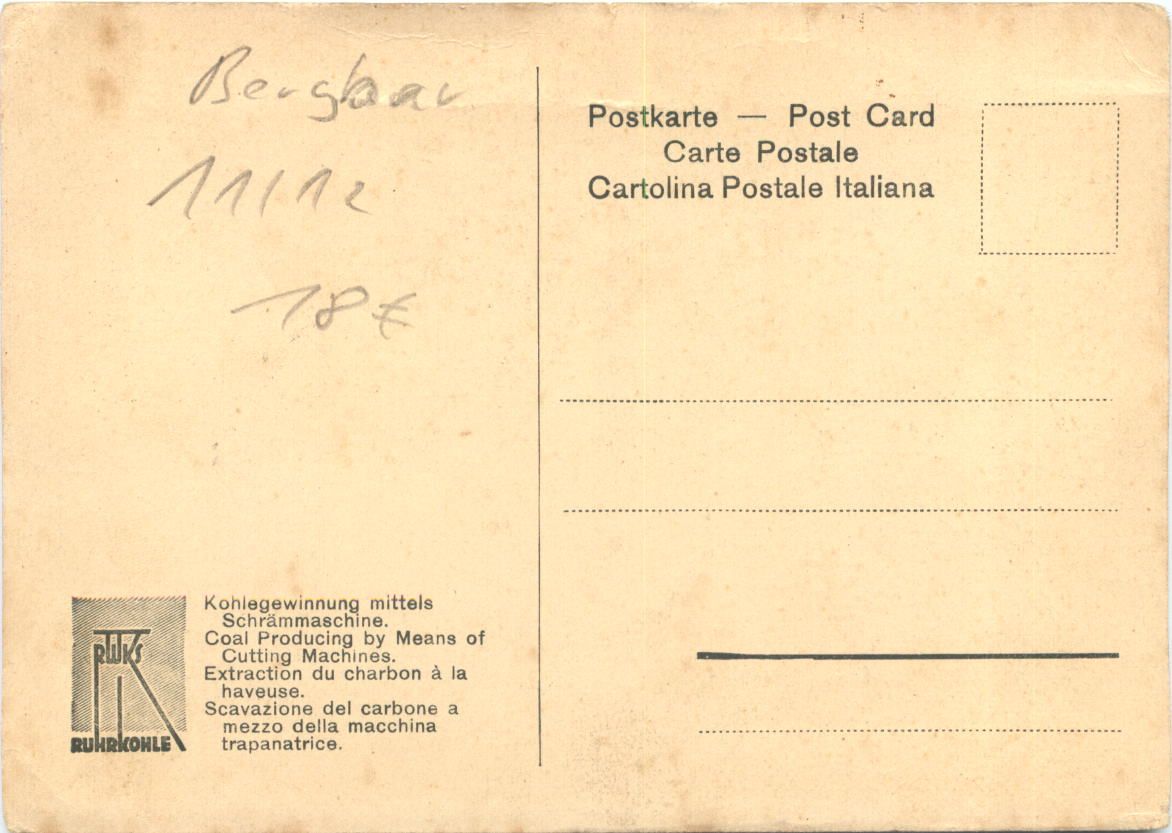 Bergbau
11/12
18 €
Postkarte — Post Card
Carte Postale
Cartolina Postale Italiana
RWKS
RUHRKOHLE
Kohlegewinnung mittels
Schrämmaschine.
Coal Producing by Means of
Cutting Machines.
Extraction du charbon à la
haveuse.
Scavazione del carbone a
mezzo della macchina
trapanatrice.